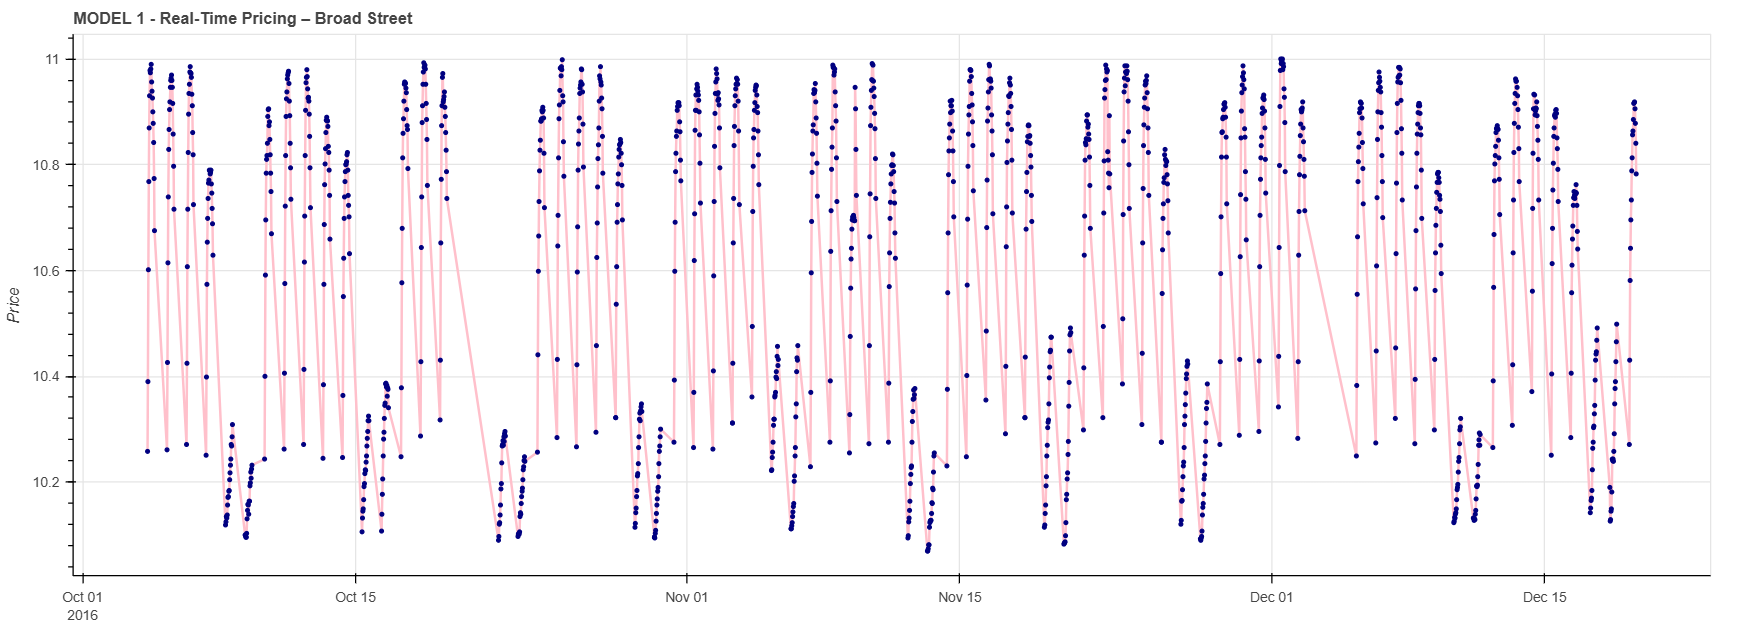 MODEL 1 - Real-Time Pricing – Broad Street
Price
11
10.8
10.6
10.4
10.2
Oct 01 Oct 15 Nov 01 Nov 15 Dec 01 Dec 15
2016